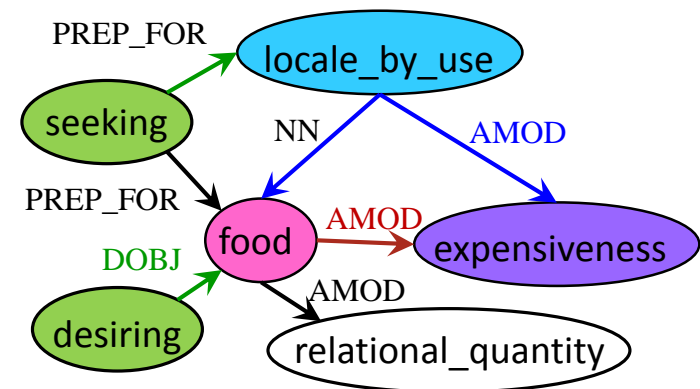 PREP_FOR
locale_by_use
seeking
NN
AMOD
PREP_FOR
food
AMOD
expensiveness
DOBJ
AMOD
desiring
relational_quantity